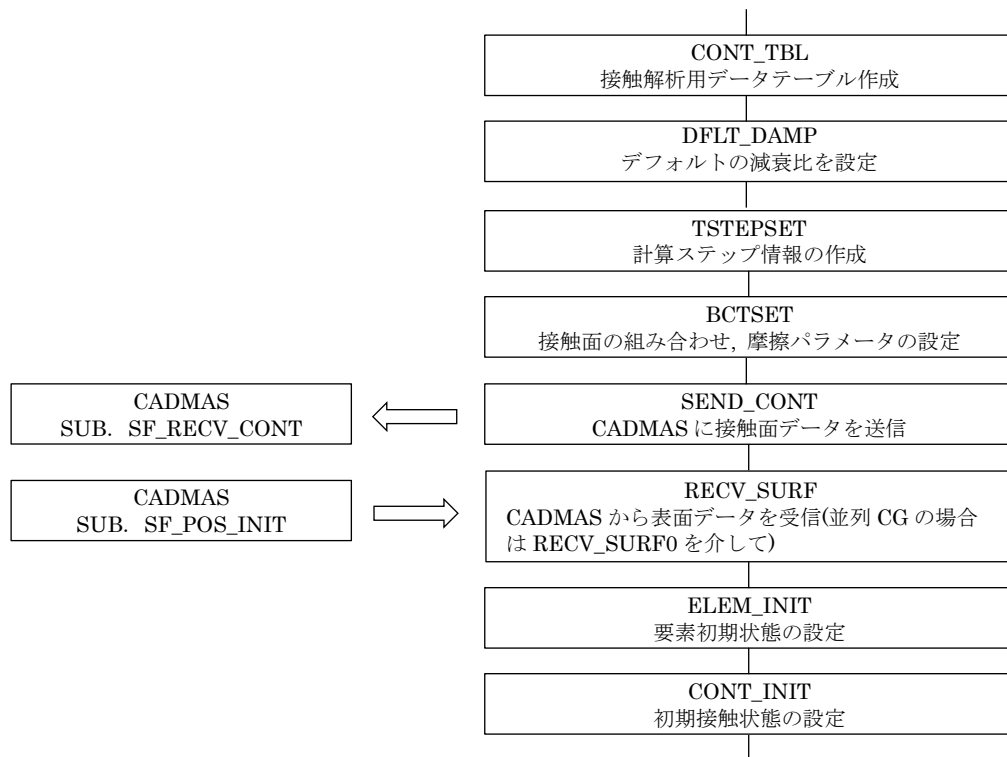 CONT_TBL
接触解析用データテーブル作成
DFLT_DAMP
デフォルトの減衰比を設定
TSTEPSET
計算ステップ情報の作成
BCTSET
接触面の組み合わせ, 摩擦パラメータの設定
CADMAS
SUB. SF_RECV_CONT
SEND_CONT
CADMAS に接触面データを送信
CADMAS
SUB. SF_POS_INIT
RECV_SURF
CADMAS から表面データを受信(並列 CG の場合
は RECV_SURF0 を介して)
ELEM_INIT
要素初期状態の設定
CONT_INIT
初期接触状態の設定